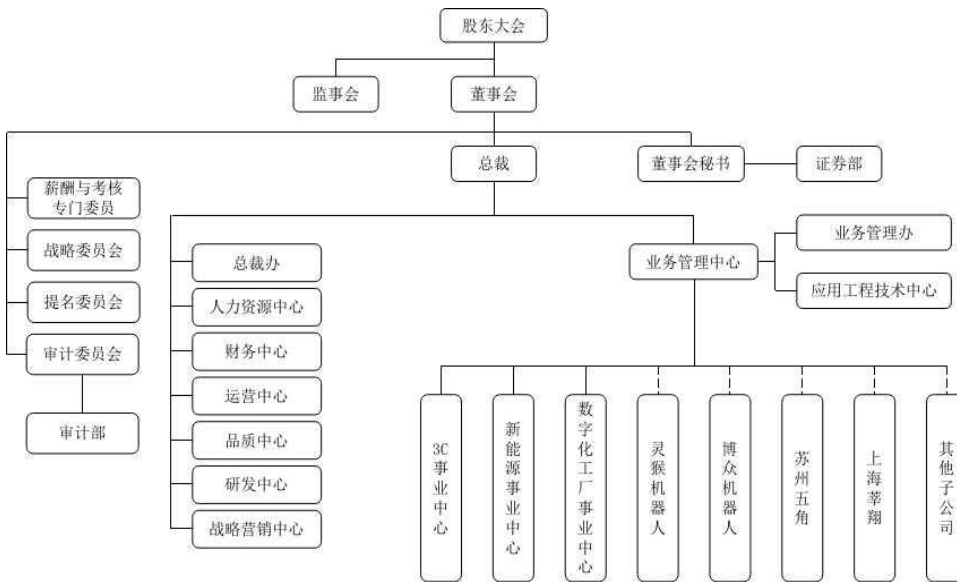 股东大会
监事会
董事会
总裁
董事会秘书
证券部
薪酬与考核
专门委员
战略委员会
提名委员会
审计委员会
审计部
总裁办
人力资源中心
财务中心
运营中心
品质中心
研发中心
战略营销中心
业务管理中心
业务管理办
应用工程技术中心
3C事业中心
新能源事业中心
数字化工厂事业中心
灵猴机器人
博众机器人
苏州五角
上海莘翔
其他子公司